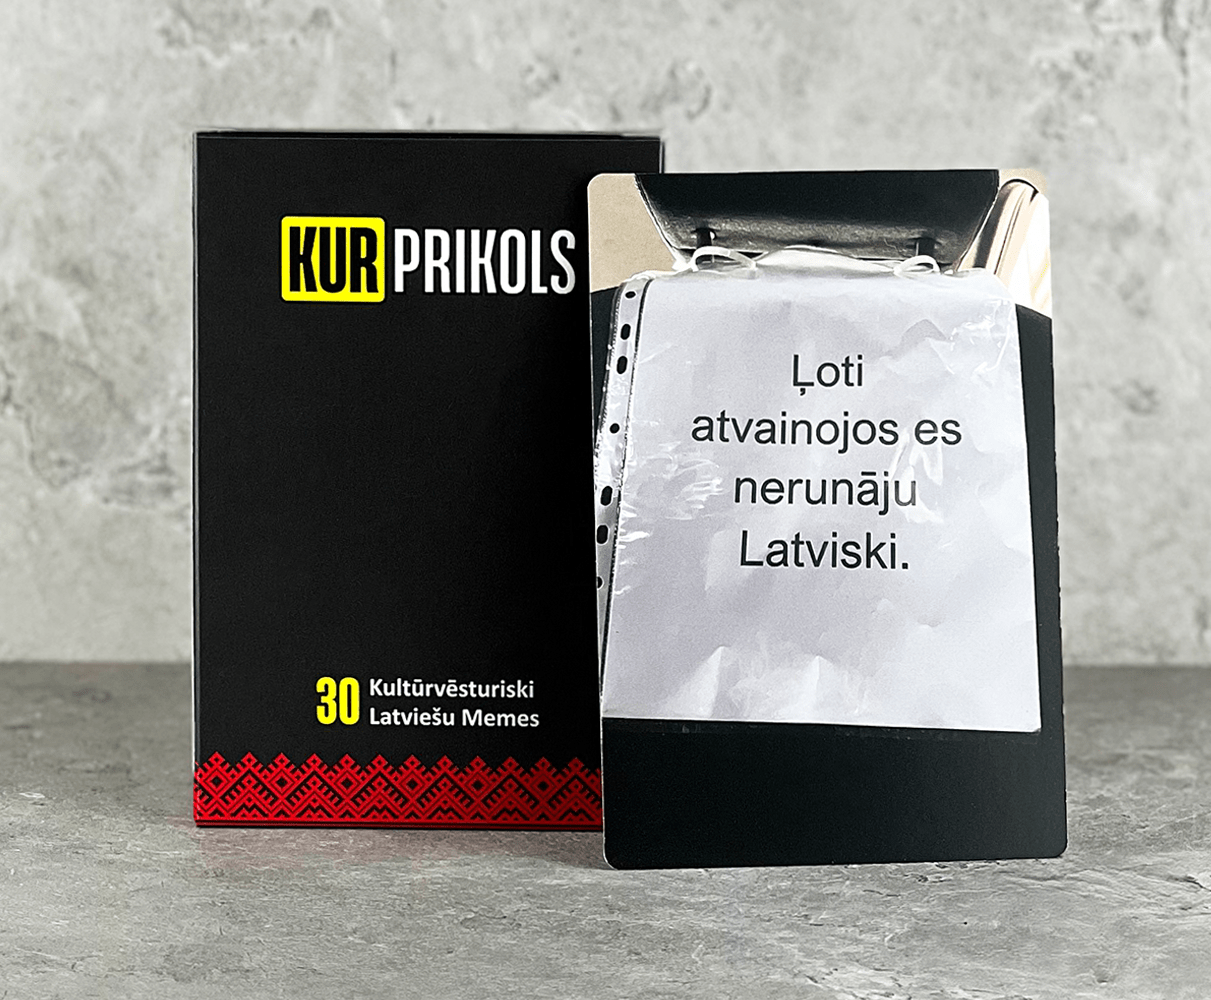 KUR PRIKOLS
30 Kultūrvēsturiski
Latviešu Memes
Ļoti
atvainojos es
nerunāju
Latviski.